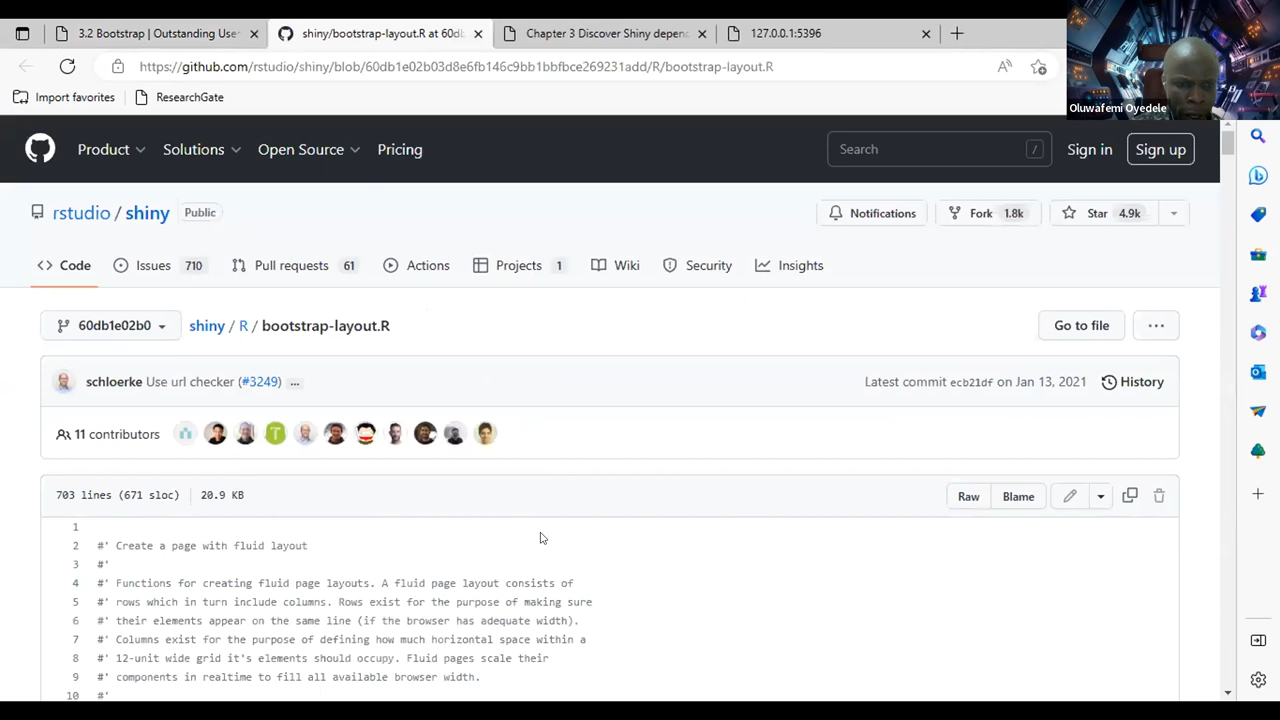 3.2 Bootstrap | Outstanding Use
shiny/bootstrap-layout.R at 60db
Chapter 3 Discover Shiny depen
127.0.0.1:5396
https://github.com/rstudio/shiny/blob/60db1e02b03d8e6fb146c9bb1bbfbce269231add/R/bootstrap-layout.R
Oluwafemi Oyedele
Import favorites
ResearchGate
Product
Solutions
Open Source
Pricing
Search /
Sign in
Sign up
rstudio / shiny Public
Notifications
Fork 1.8k
Star 4.9k
Code
Issues 710
Pull requests 61
Actions
Projects 1
Wiki
Security
Insights
60db1e02b0
shiny / R / bootstrap-layout.R
Go to file
schloerke Use url checker (#3249) ...
Latest commit ecb21df on Jan 13, 2021
History
11 contributors
T
703 lines (671 sloc) 20.9 KB
Raw
Blame
1
2 #' Create a page with fluid layout
3 #'
4 #' Functions for creating fluid page layouts. A fluid page layout consists of
5 #' rows which in turn include columns. Rows exist for the purpose of making sure
6 #' their elements appear on the same line (if the browser has adequate width).
7 #' Columns exist for the purpose of defining how much horizontal space within a
8 #' 12-unit wide grid it's elements should occupy. Fluid pages scale their
9 #' components in realtime to fill all available browser width.
10 #'